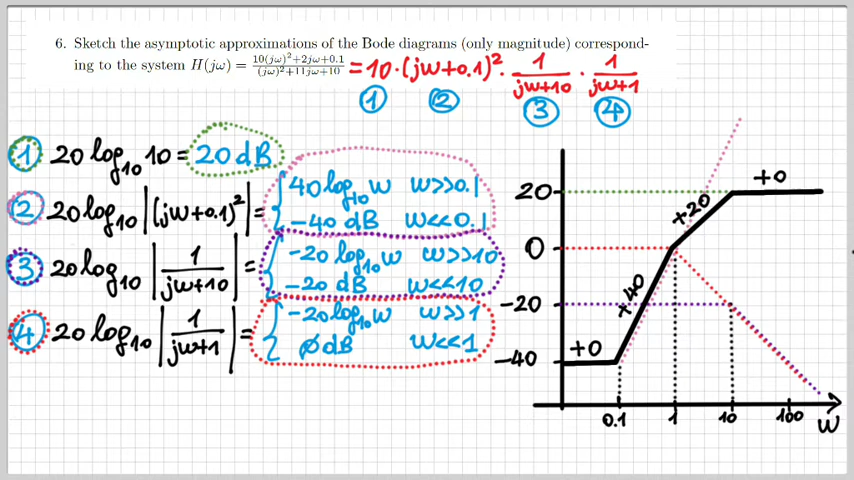 6. Sketch the asymptotic approximations of the Bode diagrams (only magnitude) correspond-
ing to the system H(jω) = 10(jω)²+2jω+0.1 / (jω)²+11jω+10 = 10·(jω+0.1)² · 1/(jω+10) · 1/(jω+1)
① ② ③ ④
① 20 log₁₀ 10 = 20 dB
② 20 log₁₀ |(jω+0.1)²| = { 40 log₁₀ ω ω>>0.1
-40 dB ω<<0.1
③ 20 log₁₀ |1/(jω+10)| = { -20 log₁₀ ω ω>>10
-20 dB ω<<10
④ 20 log₁₀ |1/(jω+1)| = { -20 log₁₀ ω ω>>1
∅ dB ω<<1
20
0
-20
-40
+0
+40
+20
+0
0.1 1 10 100 ω